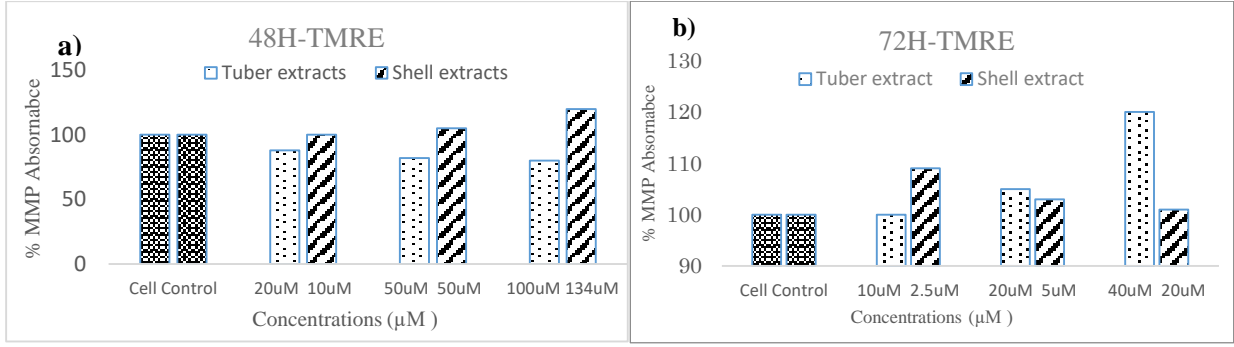 a)
48H-TMRE
150
Tuber extracts Shell extracts
100
50
0
% MMP Absornabce
Cell Control 20uM 10uM 50uM 50uM 100uM 134uM
Concentrations (µM )
b)
72H-TMRE
130
Tuber extract Shell extract
120
110
100
90
% MMP Absornabce
Cell Control 10uM 2.5uM 20uM 5uM 40uM 20uM
Concentrations (µM )